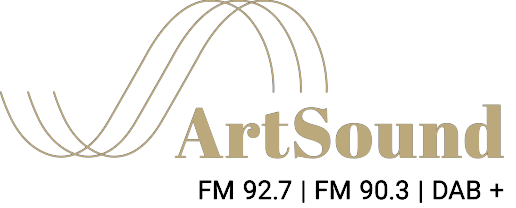 ArtSound
FM 92.7 | FM 90.3 | DAB +